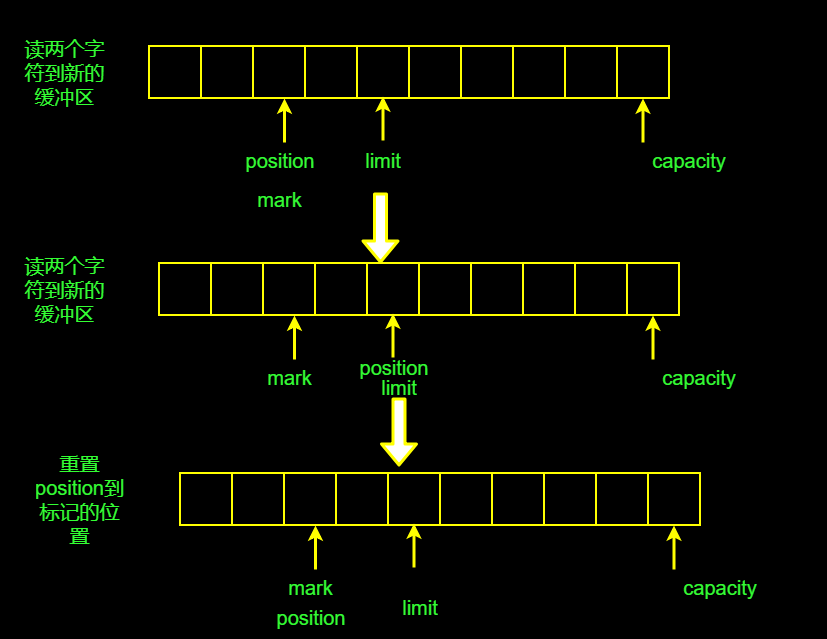 读两个字
符到新的
缓冲区
position
limit
capacity
mark
读两个字
符到新的
缓冲区
mark
position
limit
capacity
重置
position到
标记的位
置
mark
position
limit
capacity